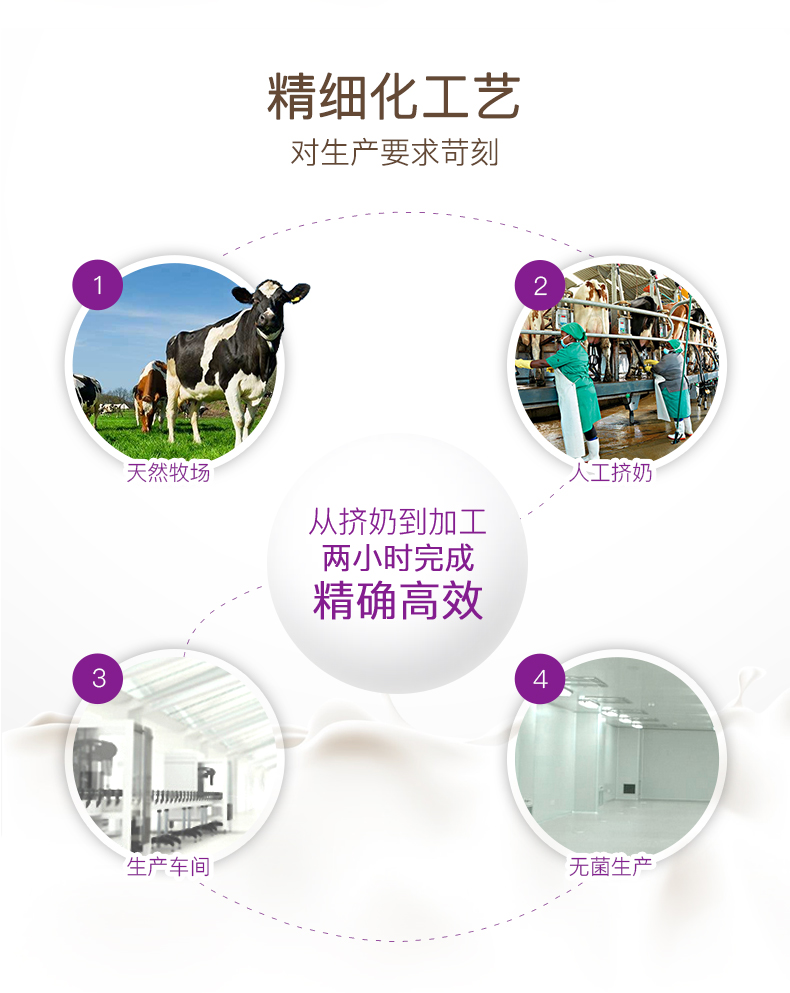 精细化工艺
对生产要求苛刻
1
2
天然牧场
人工挤奶
从挤奶到加工
两小时完成
精确高效
3
4
生产车间
无菌生产